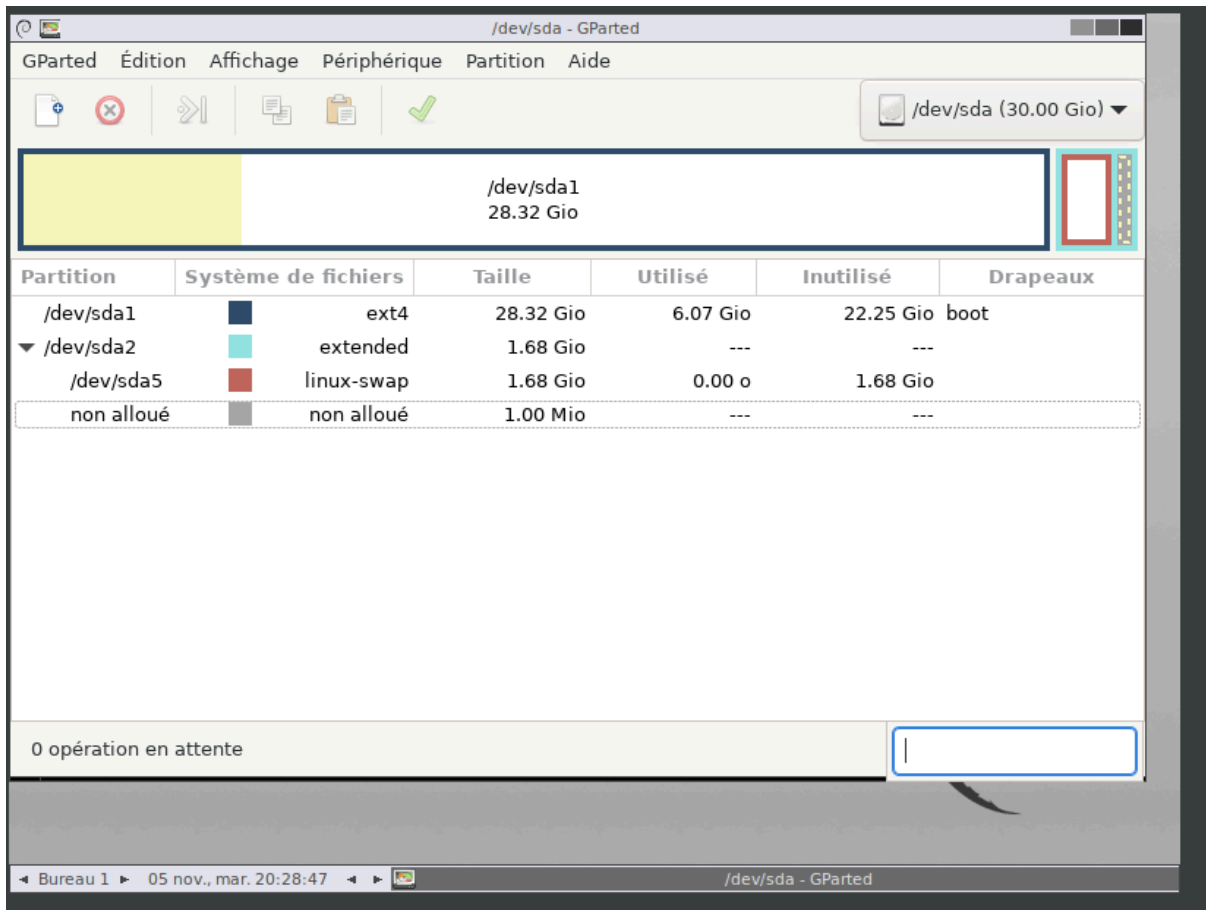 /dev/sda - GParted
GParted Édition Affichage Périphérique Partition Aide
/dev/sda (30.00 Gio)
/dev/sda1
28.32 Gio
Partition Système de fichiers Taille Utilisé Inutilisé Drapeaux
/dev/sda1 ext4 28.32 Gio 6.07 Gio 22.25 Gio boot
/dev/sda2 extended 1.68 Gio --- ---
/dev/sda5 linux-swap 1.68 Gio 0.00 o 1.68 Gio
non alloué non alloué 1.00 Mio --- ---
0 opération en attente
Bureau 1 05 nov., mar. 20:28:47 /dev/sda - GParted